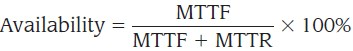 Availability = MTTF / (MTTF + MTTR) × 100%